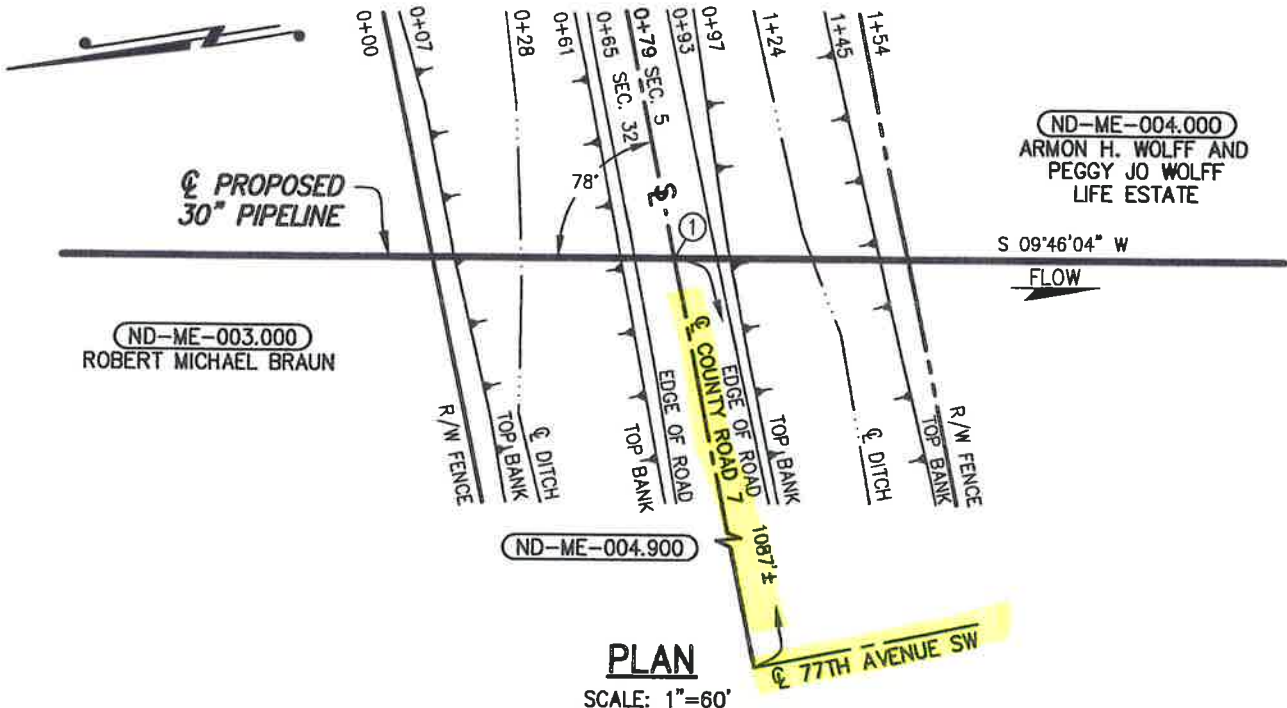 0+00
0+07
0+28
0+61
0+65
0+79
0+93
0+97
1+24
1+45
1+54
SEC. 5
SEC. 32
78°
℄ PROPOSED
30" PIPELINE
1
ND-ME-004.000
ARMON H. WOLFF AND
PEGGY JO WOLFF
LIFE ESTATE
S 09°46'04" W
FLOW
ND-ME-003.000
ROBERT MICHAEL BRAUN
R/W FENCE
TOP BANK
℄ DITCH
TOP BANK
EDGE OF ROAD
℄ COUNTY ROAD 7
EDGE OF ROAD
TOP BANK
℄ DITCH
TOP BANK
R/W FENCE
ND-ME-004.900
1087'±
℄ 77TH AVENUE SW
PLAN
SCALE: 1"=60'